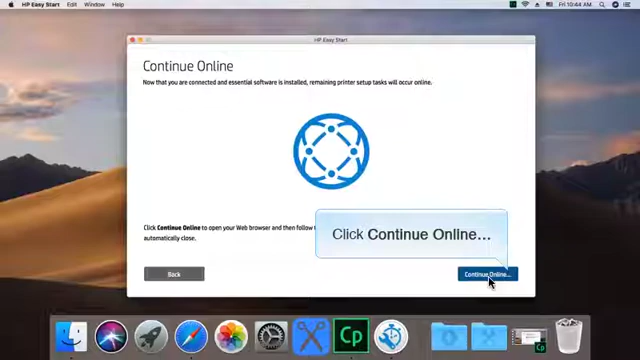 HP Easy Start Edit Window Help Fri 10:44 AM
HP Easy Start
Continue Online
Now that you are connected and essential software is installed, remaining printer setup tasks will occur online.
Click Continue Online to open your Web browser and then follow
automatically close.
Click Continue Online...
Back
Continue Online...
Cp
Cp